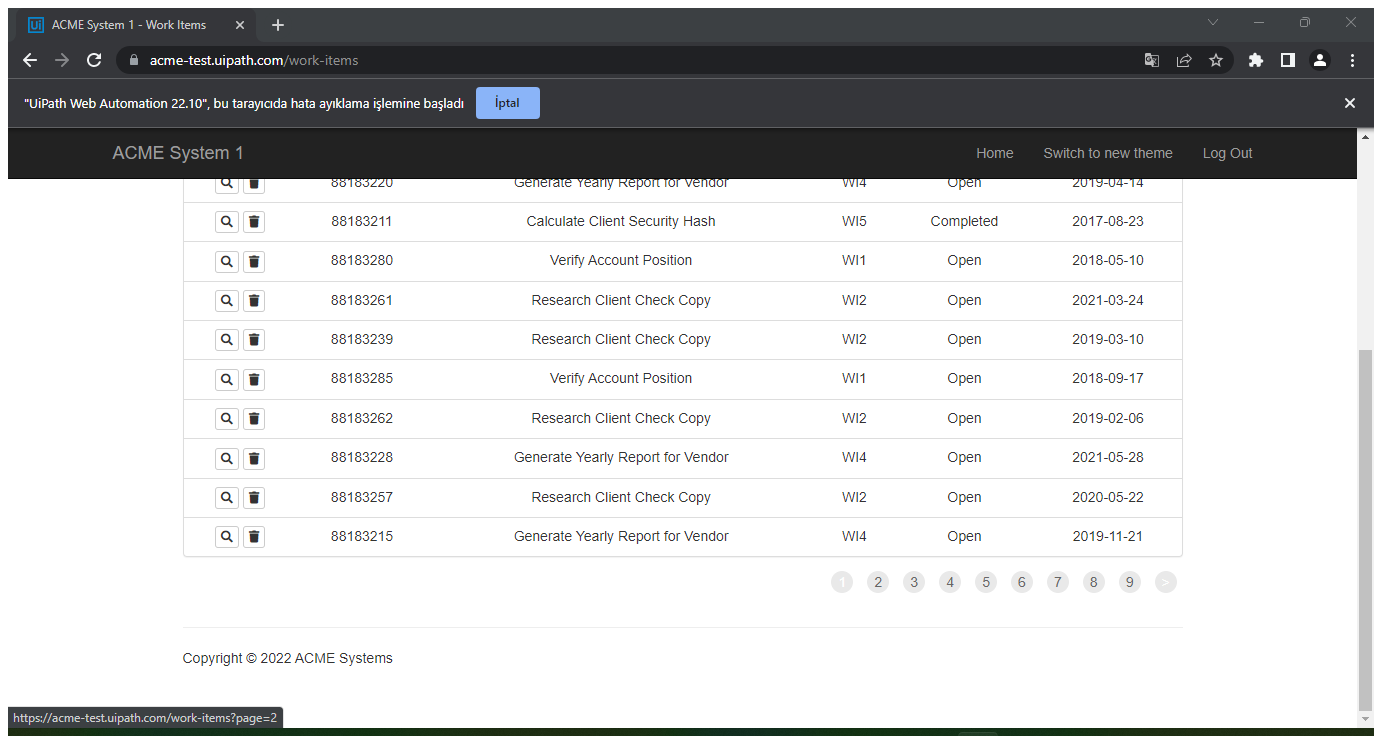 Ui ACME System 1 - Work Items
acme-test.uipath.com/work-items
"UiPath Web Automation 22.10", bu tarayıcıda hata ayıklama işlemine başladı İptal
ACME System 1 Home Switch to new theme Log Out
88183220 Generate Yearly Report for Vendor WI4 Open 2019-04-14
88183211 Calculate Client Security Hash WI5 Completed 2017-08-23
88183280 Verify Account Position WI1 Open 2018-05-10
88183261 Research Client Check Copy WI2 Open 2021-03-24
88183239 Research Client Check Copy WI2 Open 2019-03-10
88183285 Verify Account Position WI1 Open 2018-09-17
88183262 Research Client Check Copy WI2 Open 2019-02-06
88183228 Generate Yearly Report for Vendor WI4 Open 2021-05-28
88183257 Research Client Check Copy WI2 Open 2020-05-22
88183215 Generate Yearly Report for Vendor WI4 Open 2019-11-21
1 2 3 4 5 6 7 8 9 >
Copyright © 2022 ACME Systems
https://acme-test.uipath.com/work-items?page=2